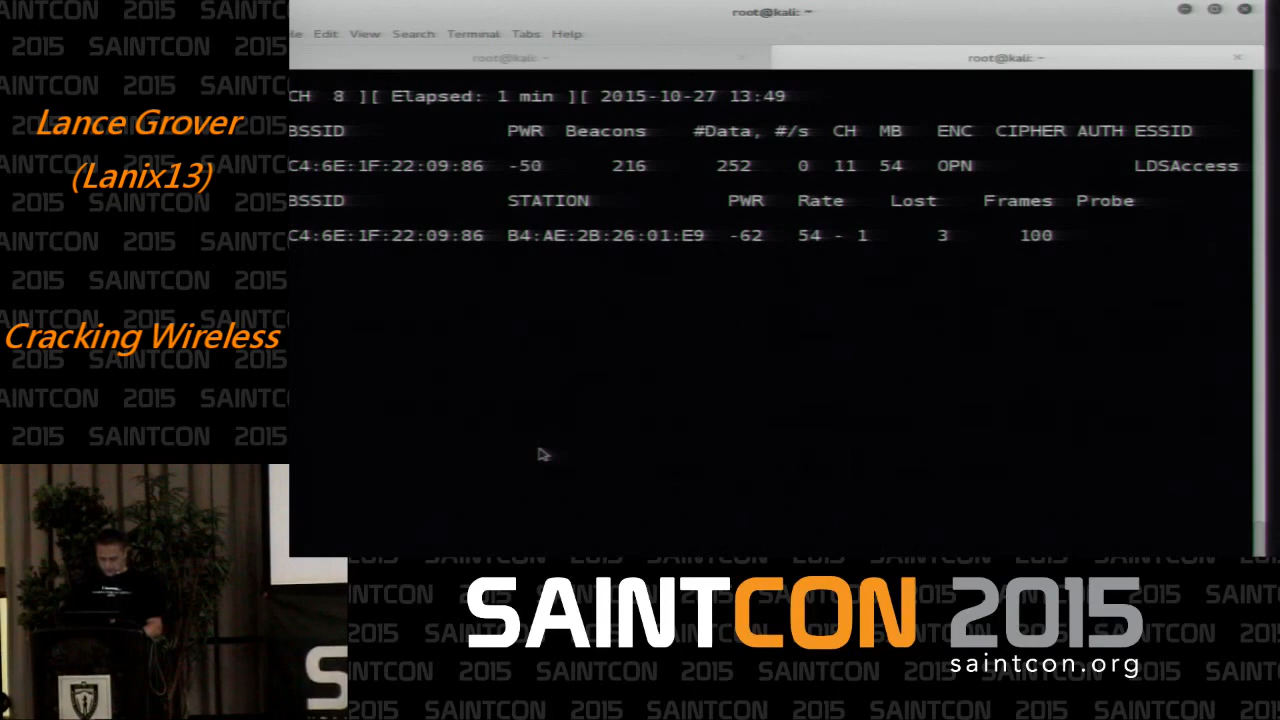 Lance Grover
(Lanix13)
Cracking Wireless
root@kali: ~
Edit View Search Terminal Tabs Help
root@kali: ~
root@kali: ~
CH 8 ][ Elapsed: 1 min ][ 2015-10-27 13:49
BSSID PWR Beacons #Data, #/s CH MB ENC CIPHER AUTH ESSID
C4:6E:1F:22:09:86 -50 216 252 0 11 54 OPN LDSAccess
BSSID STATION PWR Rate Lost Frames Probe
C4:6E:1F:22:09:86 B4:AE:2B:26:01:E9 -62 54 - 1 3 100
SAINTCON 2015
saintcon.org